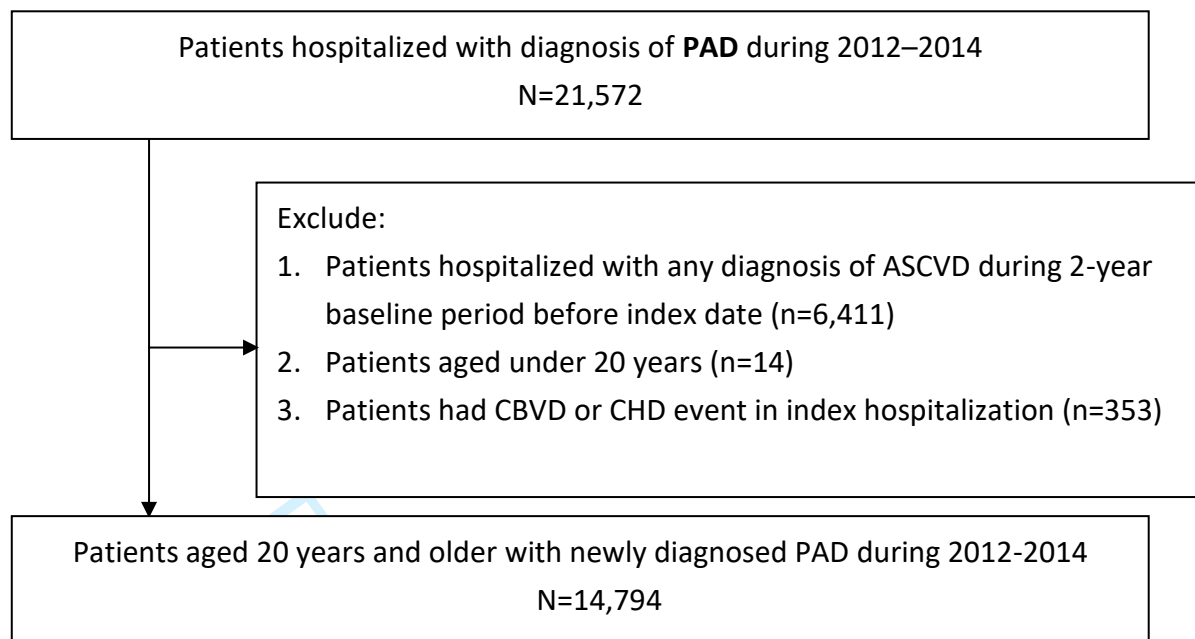 Patients hospitalized with diagnosis of PAD during 2012–2014
N=21,572
Exclude:
1. Patients hospitalized with any diagnosis of ASCVD during 2-year
baseline period before index date (n=6,411)
2. Patients aged under 20 years (n=14)
3. Patients had CBVD or CHD event in index hospitalization (n=353)
Patients aged 20 years and older with newly diagnosed PAD during 2012-2014
N=14,794